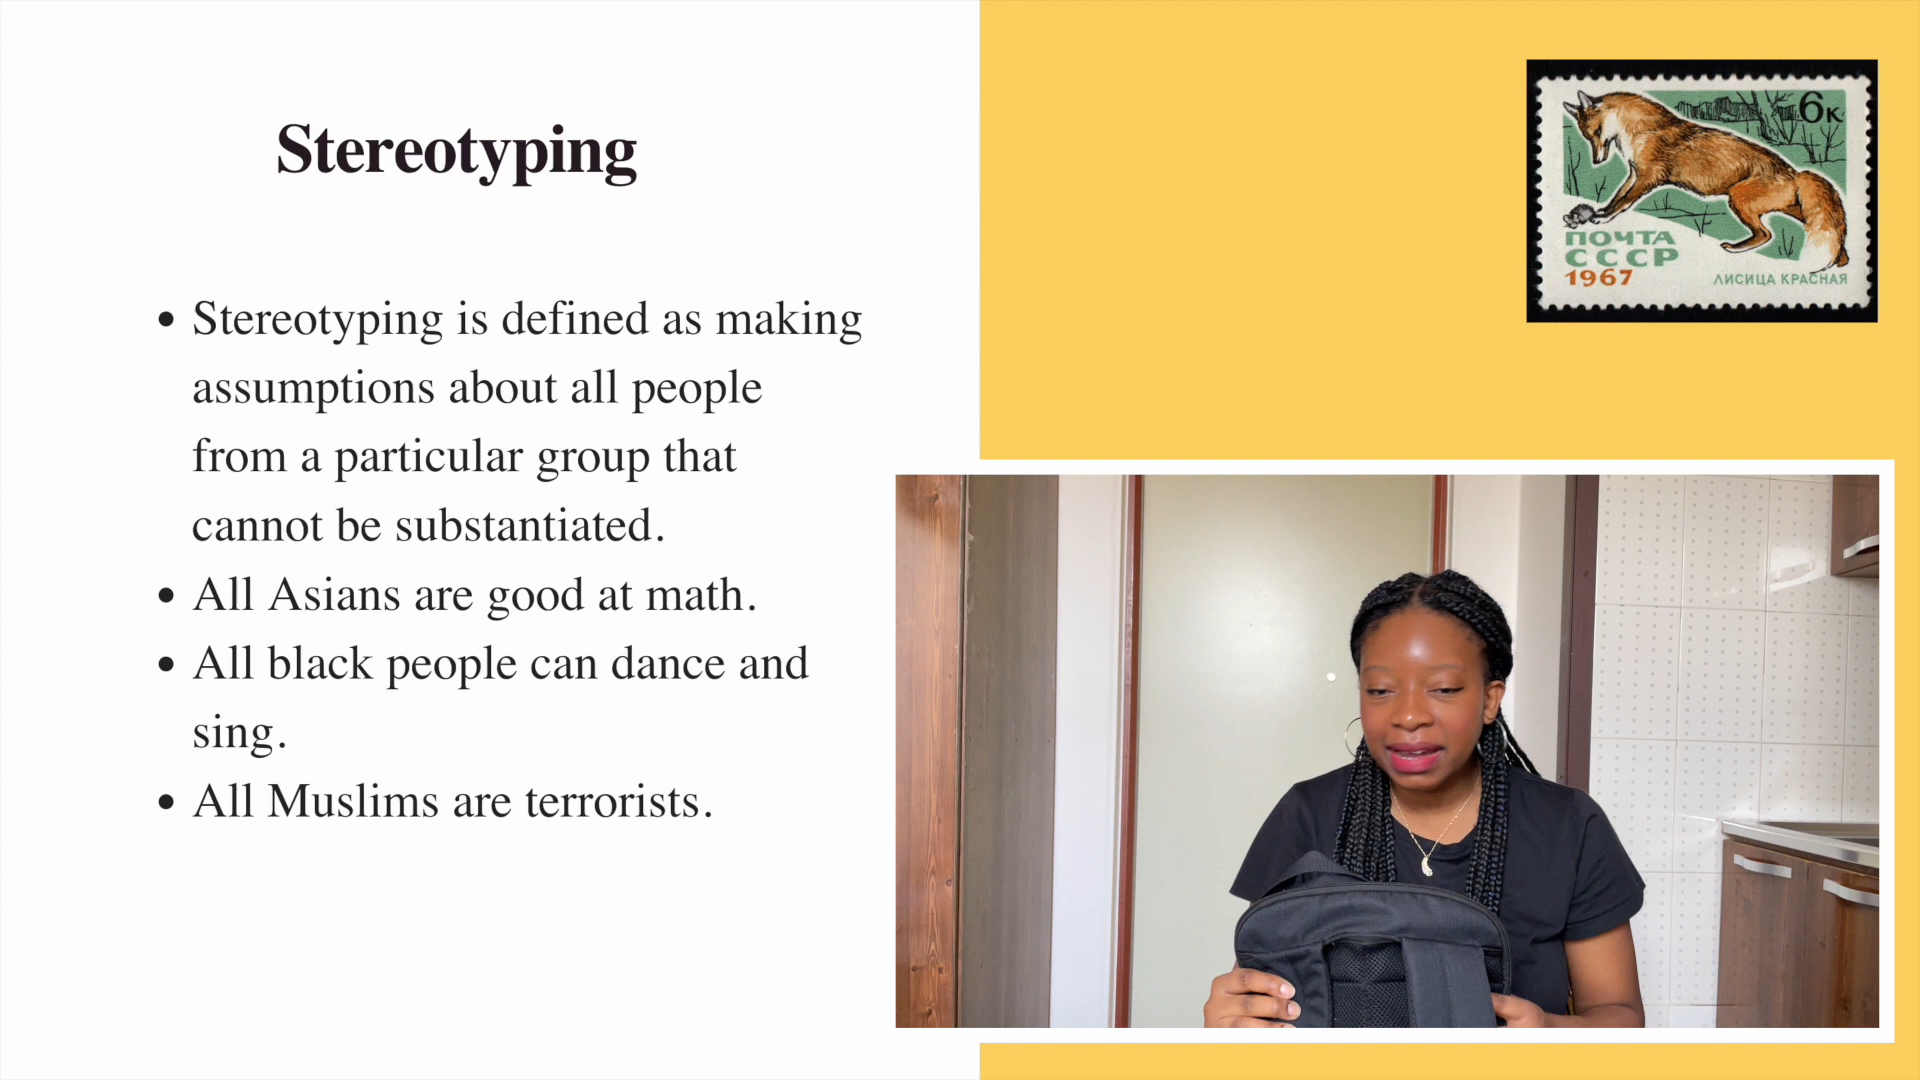 Stereotyping
• Stereotyping is defined as making
assumptions about all people
from a particular group that
cannot be substantiated.
• All Asians are good at math.
• All black people can dance and
sing.
• All Muslims are terrorists.
6к
ПОЧТА
СССР
1967
ЛИСИЦА КРАСНАЯ